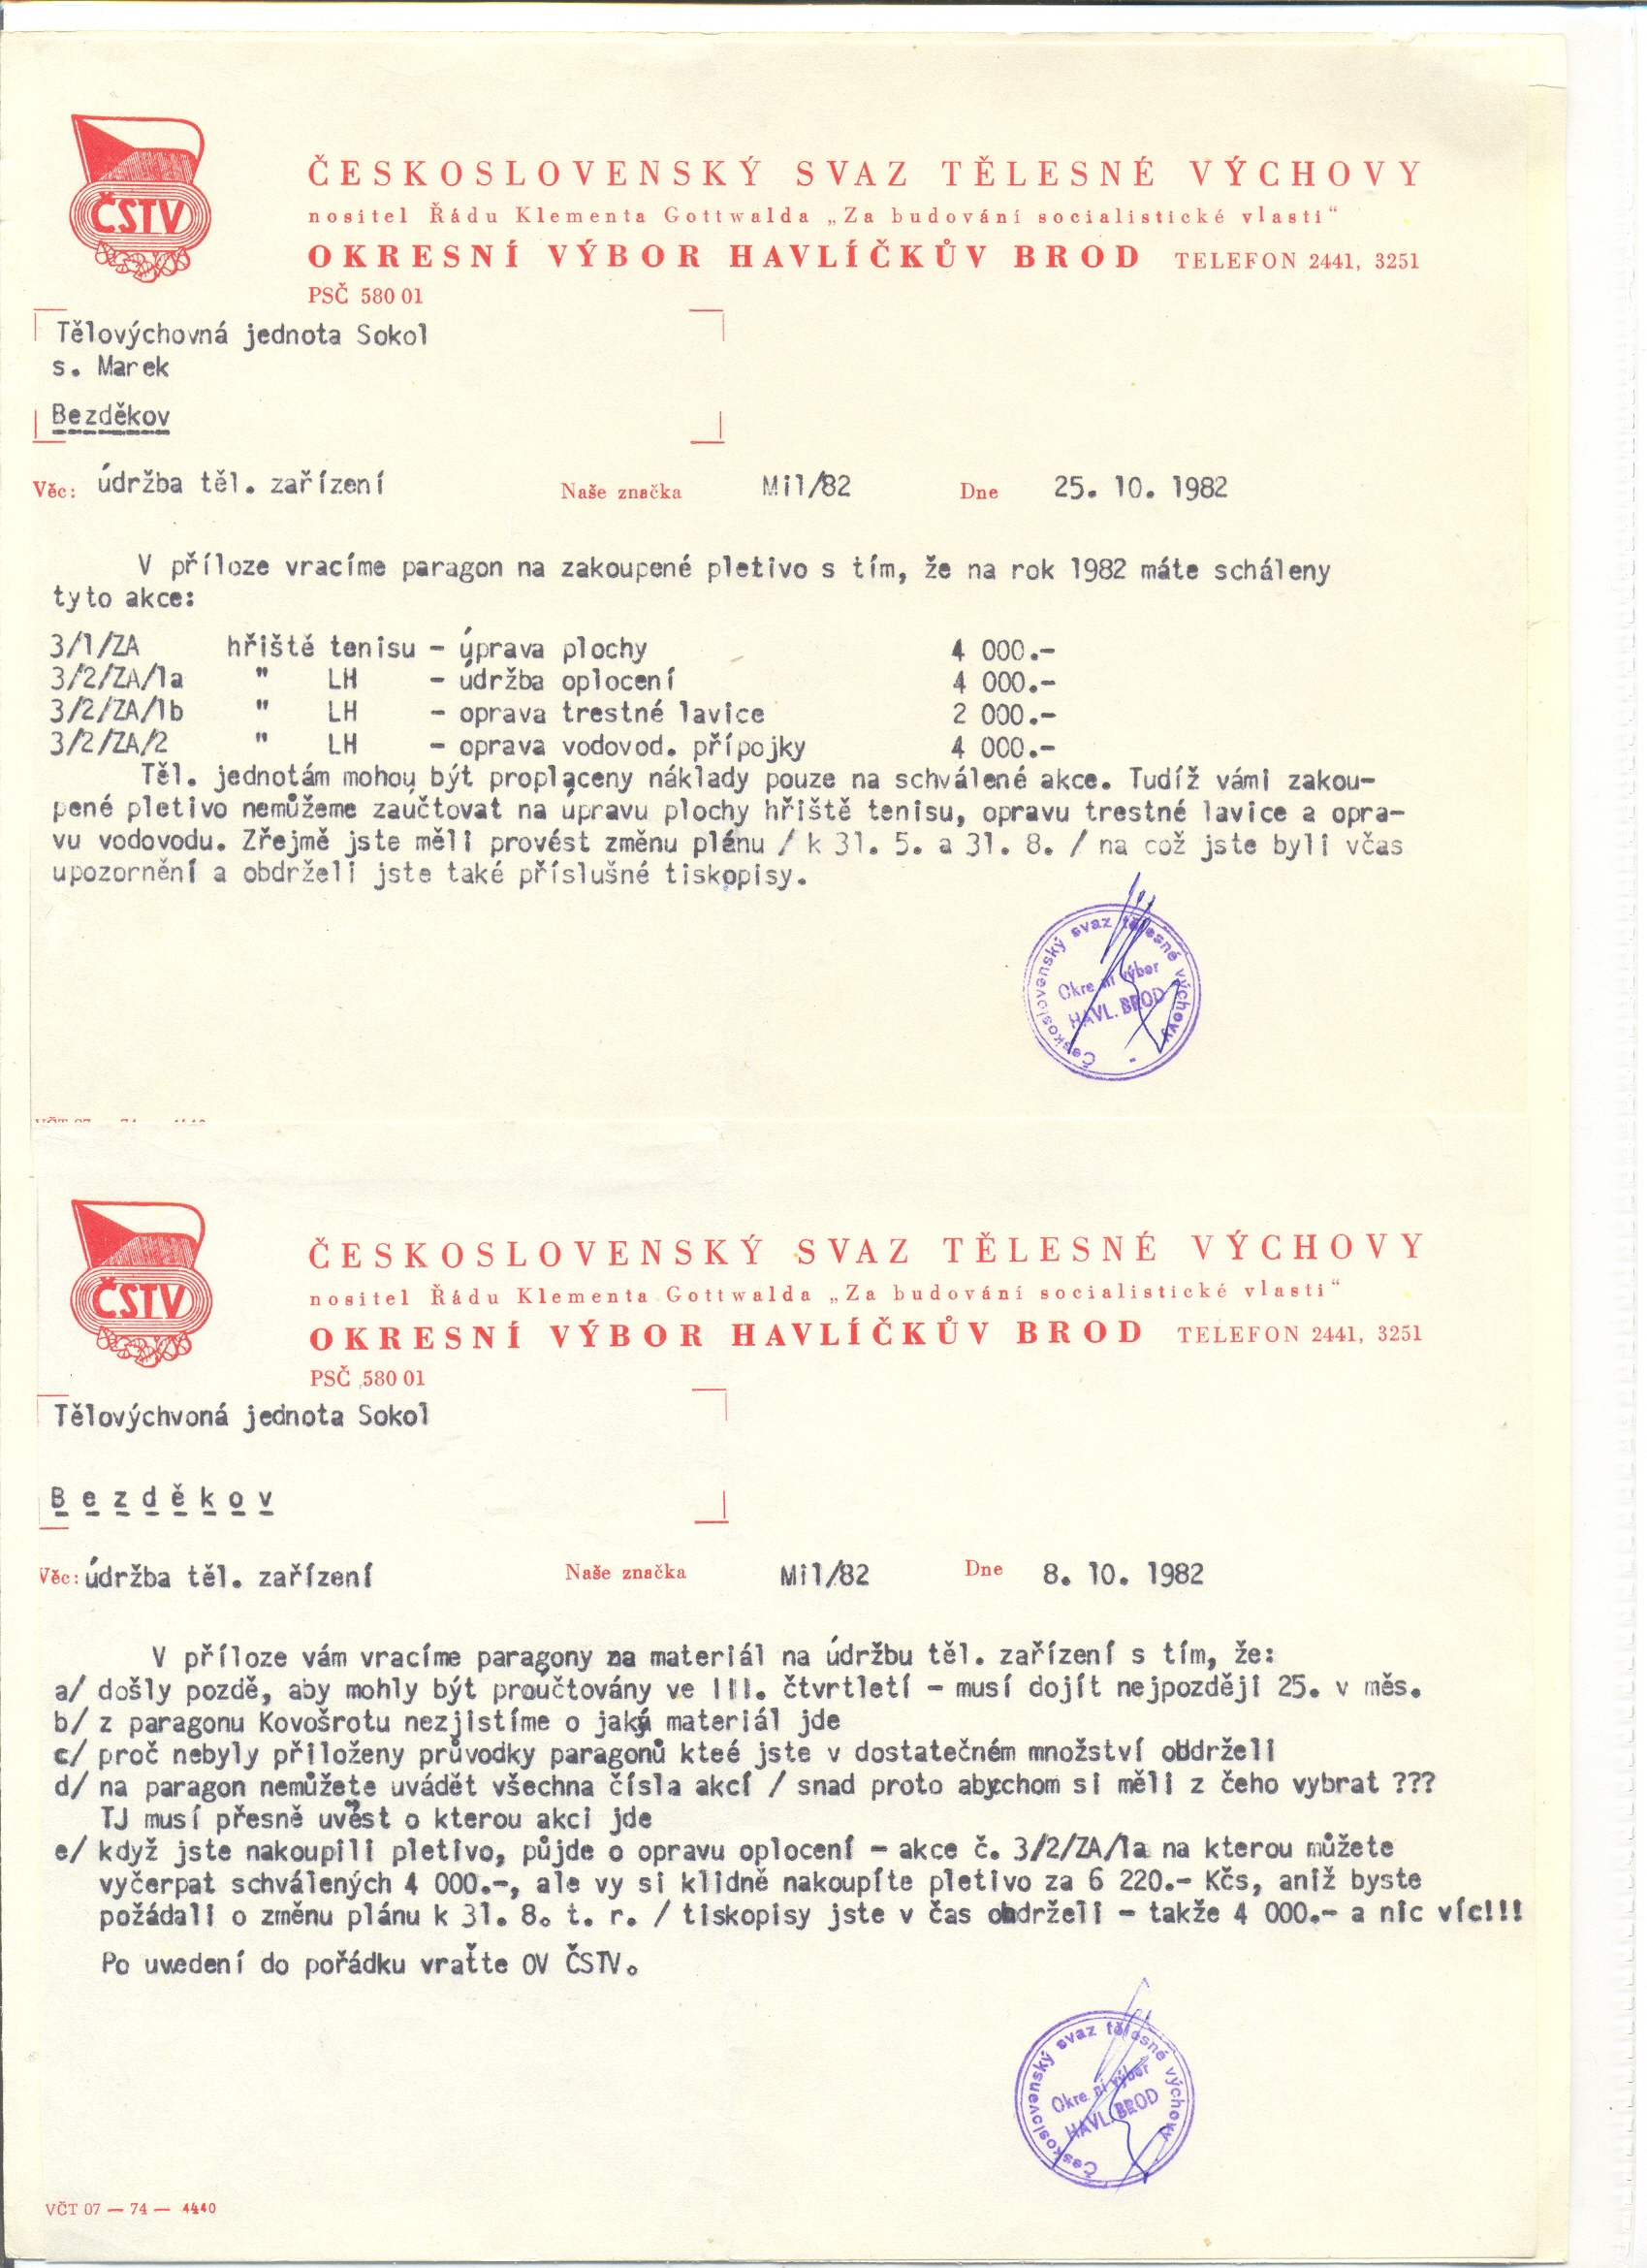 ČSTV
ČESKOSLOVENSKÝ SVAZ TĚLESNÉ VÝCHOVY
nositel Řádu Klementa Gottwalda „Za budování socialistické vlasti“
OKRESNÍ VÝBOR HAVLÍČKŮV BROD TELEFON 2441, 3251
PSČ 580 01
Tělovýchovná jednota Sokol
s. Marek
Bezděkov
Věc: údržba těl. zařízení Naše značka Mil/82 Dne 25. 10. 1982
V příloze vracíme paragon na zakoupené pletivo s tím, že na rok 1982 máte scháleny
tyto akce:
3/1/ZA hřiště tenisu - úprava plochy 4 000.-
3/2/ZA/1a " LH - údržba oplocení 4 000.-
3/2/ZA/1b " LH - oprava trestné lavice 2 000.-
3/2/ZA/2 " LH - oprava vodovod. přípojky 4 000.-
Těl. jednotám mohou být proplaceny náklady pouze na schválené akce. Tudíž vámi zakou-
pené pletivo nemůžeme zaúčtovat na úpravu plochy hřiště tenisu, opravu trestné lavice a opra-
vu vodovodu. Zřejmě jste měli provést změnu plánu / k 31. 5. a 31. 8. / na což jste byli včas
upozornění a obdrželi jste také příslušné tiskopisy.
Československý svaz tělesné výchovy
Okre ní výbor
HAVL. BROD
ČSTV
ČESKOSLOVENSKÝ SVAZ TĚLESNÉ VÝCHOVY
nositel Řádu Klementa Gottwalda „Za budování socialistické vlasti“
OKRESNÍ VÝBOR HAVLÍČKŮV BROD TELEFON 2441, 3251
PSČ 580 01
Tělovýchvoná jednota Sokol
B e z d ě k o v
Věc: údržba těl. zařízení Naše značka Mil/82 Dne 8. 10. 1982
V příloze vám vracíme paragony na materiál na údržbu těl. zařízení s tím, že:
a/ došly pozdě, aby mohly být proúčtovány ve III. čtvrtletí - musí dojít nejpozději 25. v měs.
b/ z paragonu Kovošrotu nezjistíme o jaký materiál jde
c/ proč nebyly přiloženy průvodky paragonů kteé jste v dostatečném množství obdrželi
d/ na paragon nemůžete uvádět všechna čísla akcí / snad proto abychom si měli z čeho vybrat ???
TJ musí přesně uvést o kterou akci jde
e/ když jste nakoupili pletivo, půjde o opravu oplocení - akce č. 3/2/ZA/1a na kterou můžete
vyčerpat schválených 4 000.-, ale vy si klidně nakoupíte pletivo za 6 220.- Kčs, aniž byste
požádali o změnu plánu k 31. 8. t. r. / tiskopisy jste v čas obdrželi - takže 4 000.- a nic víc!!!
Po uvedení do pořádku vraťte OV ČSTV.
Československý svaz tělesné výchovy
Okre ní výbor
HAVL. BROD
VČT 07 — 74 — 4440